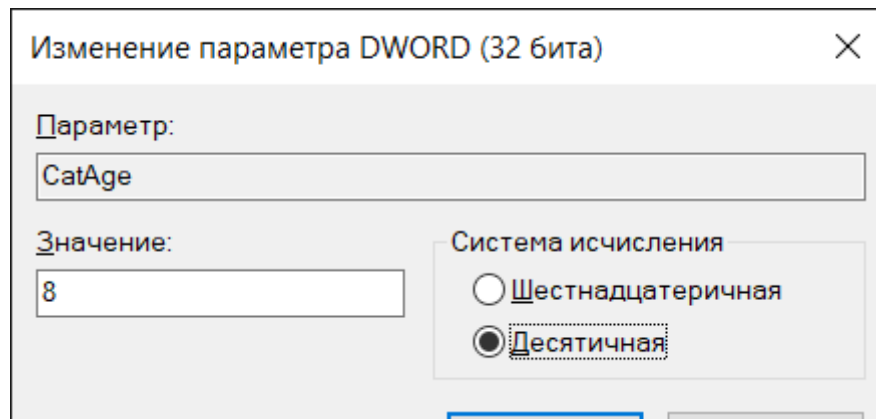 Изменение параметра DWORD (32 бита)
Параметр:
CatAge
Значение:
8
Система исчисления
Шестнадцатеричная
Десятичная